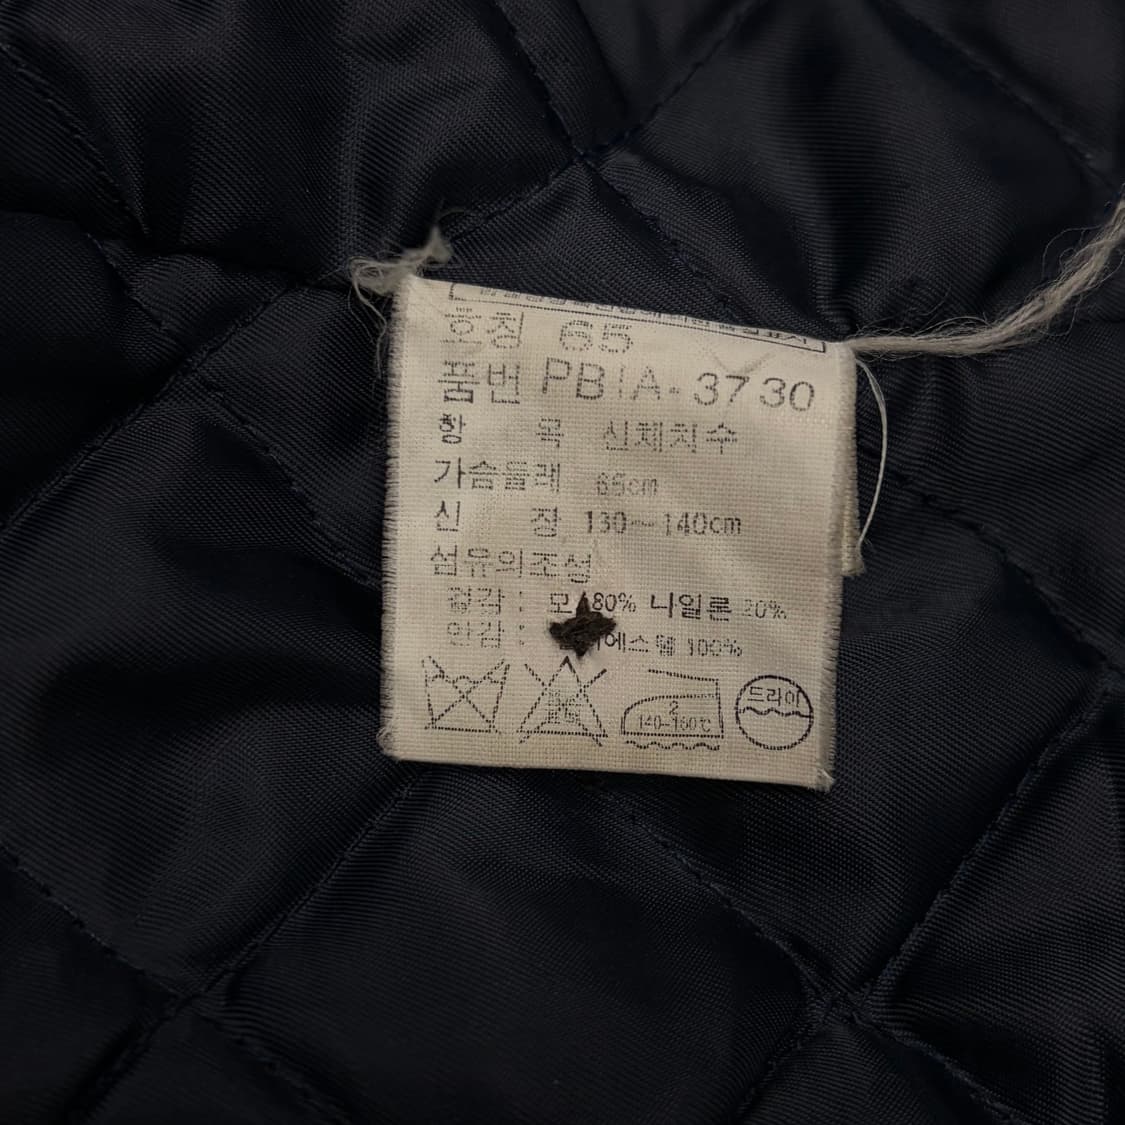 호칭 65
품번 PBIA-3730
항 목 신체치수
가슴둘레 65cm
신 장 130~140cm
섬유의조성
겉감 : 모 80% 나일론 20%
안감 : 에스텔 100%
2
140-160℃
드라이